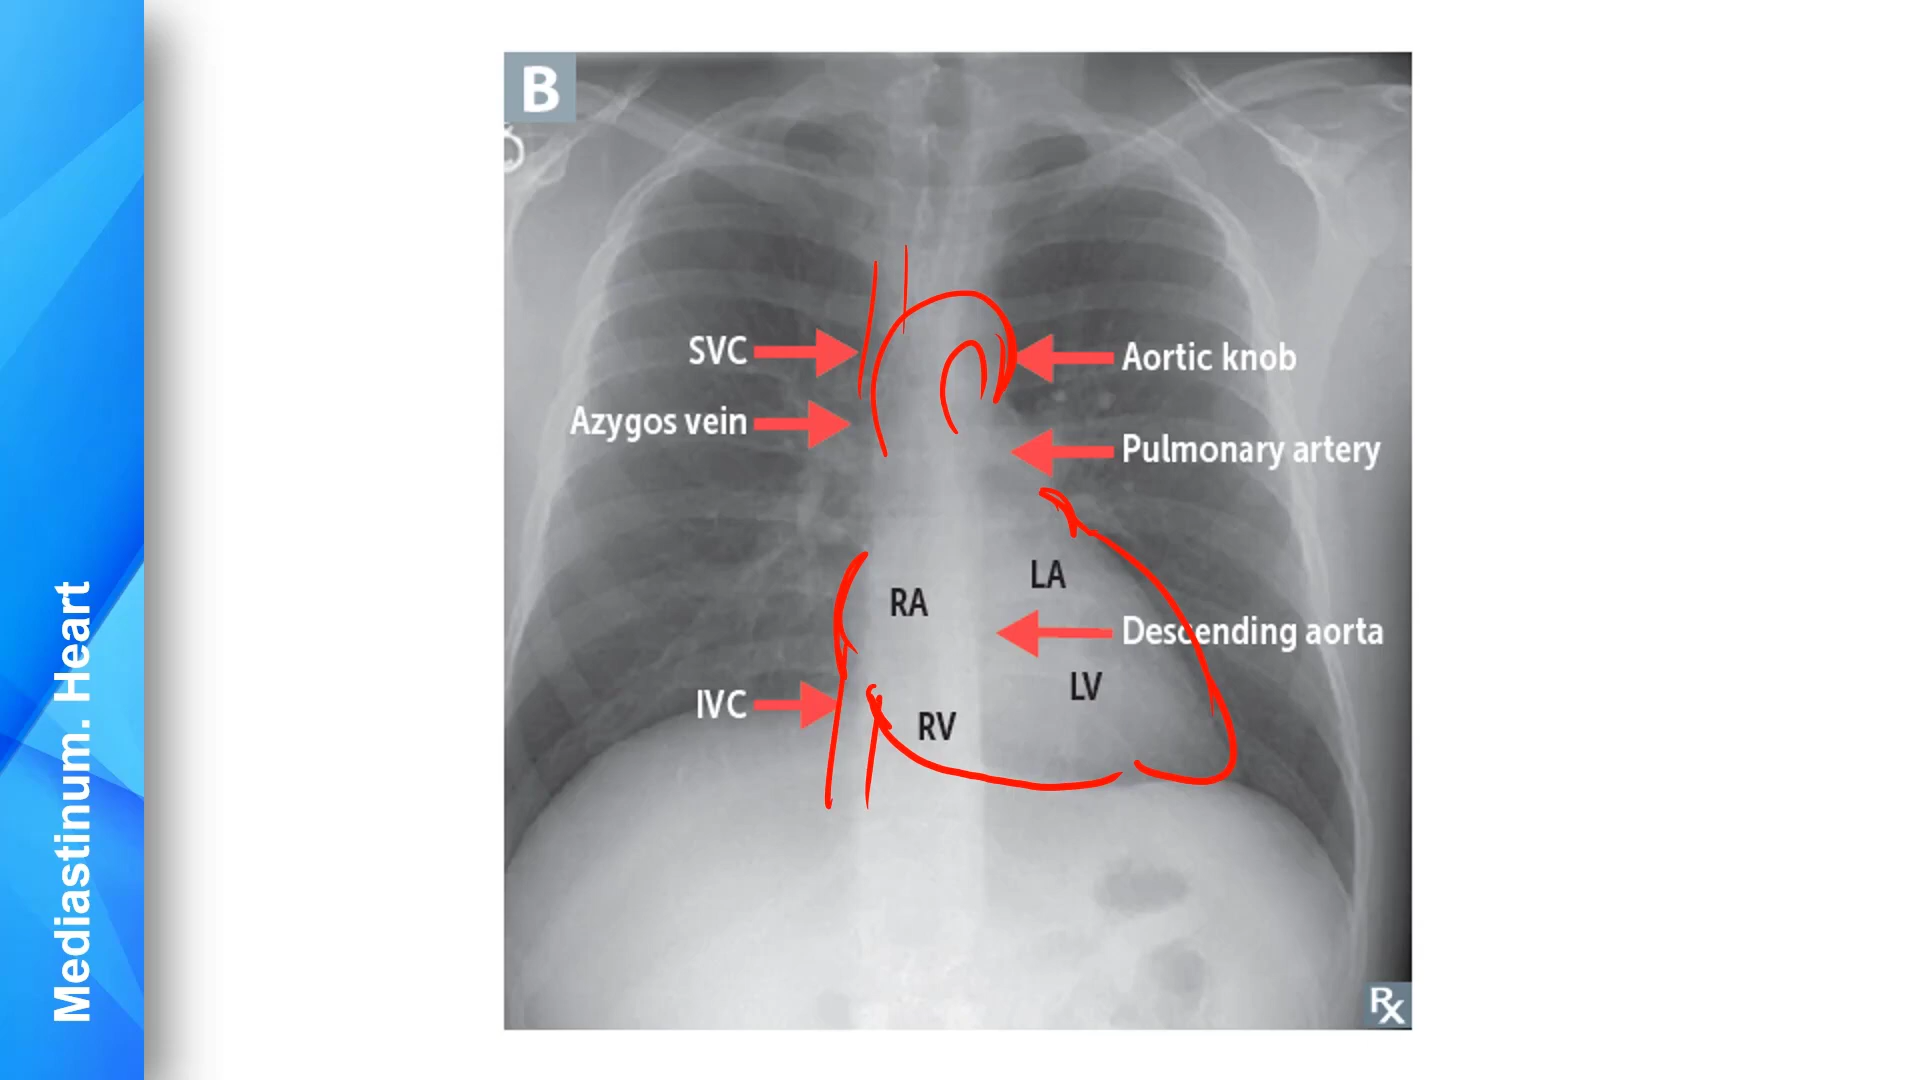 Mediastinum. Heart
B
SVC
Aortic knob
Azygos vein
Pulmonary artery
LA
RA
Descending aorta
LV
IVC
RV
Rx